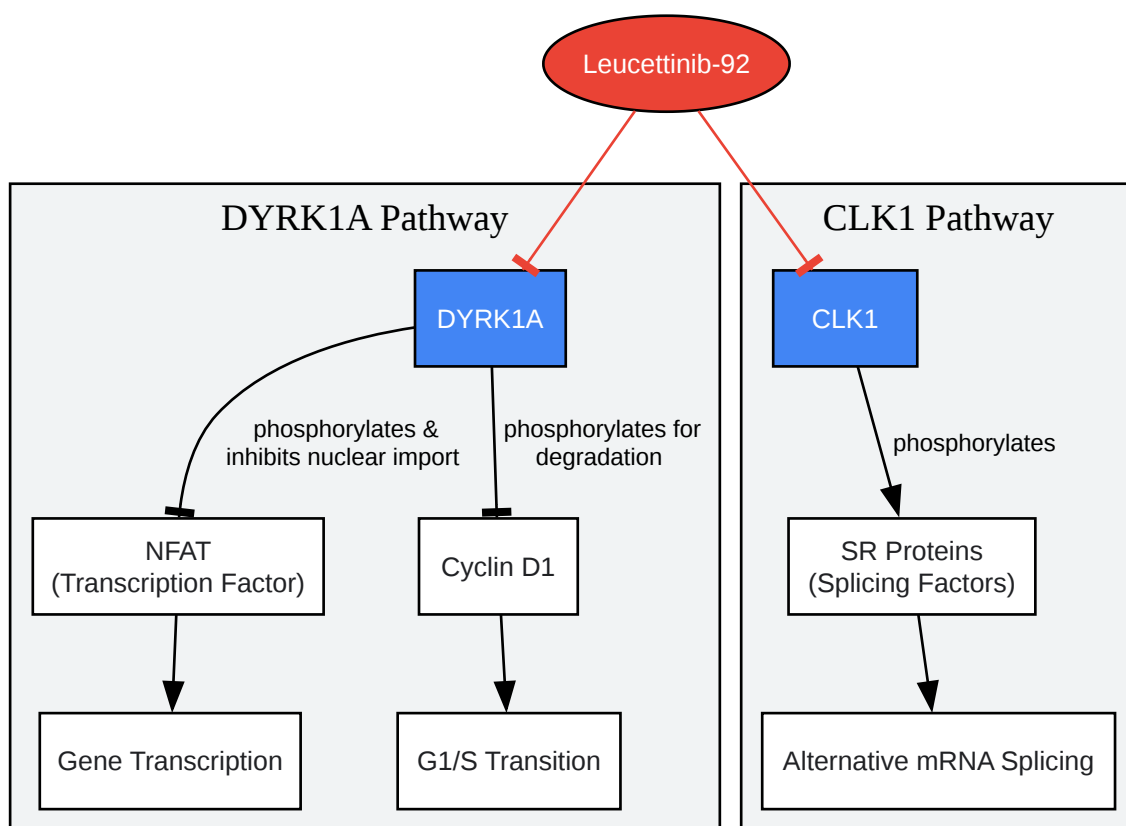 Leucettinib-92
DYRK1A Pathway
CLK1 Pathway
DYRK1A
CLK1
phosphorylates &
inhibits nuclear import
phosphorylates for
degradation
phosphorylates
NFAT
(Transcription Factor)
Cyclin D1
SR Proteins
(Splicing Factors)
Gene Transcription
G1/S Transition
Alternative mRNA Splicing